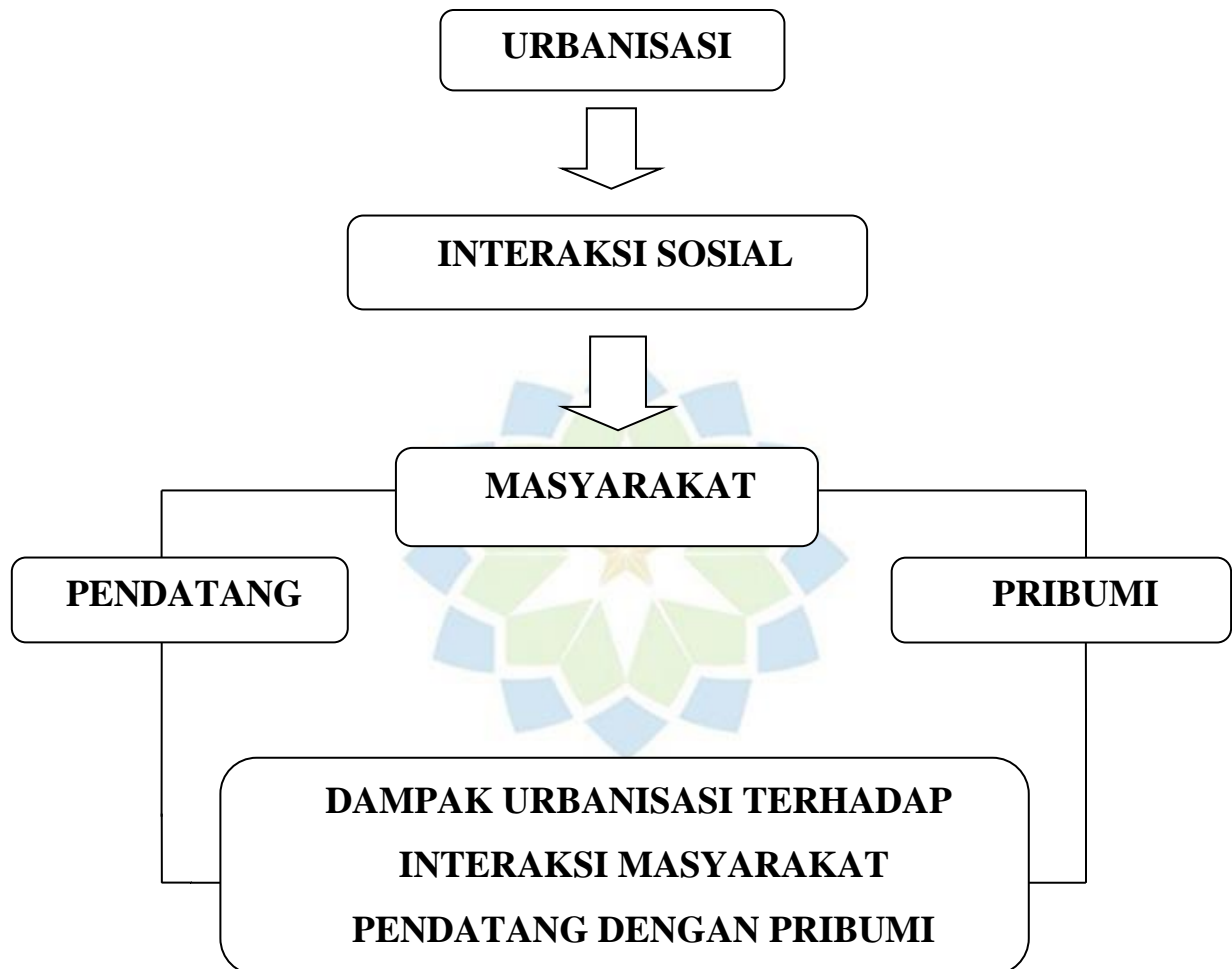 URBANISASI
INTERAKSI SOSIAL
MASYARAKAT
PENDATANG
PRIBUMI
DAMPAK URBANISASI TERHADAP
INTERAKSI MASYARAKAT
PENDATANG DENGAN PRIBUMI